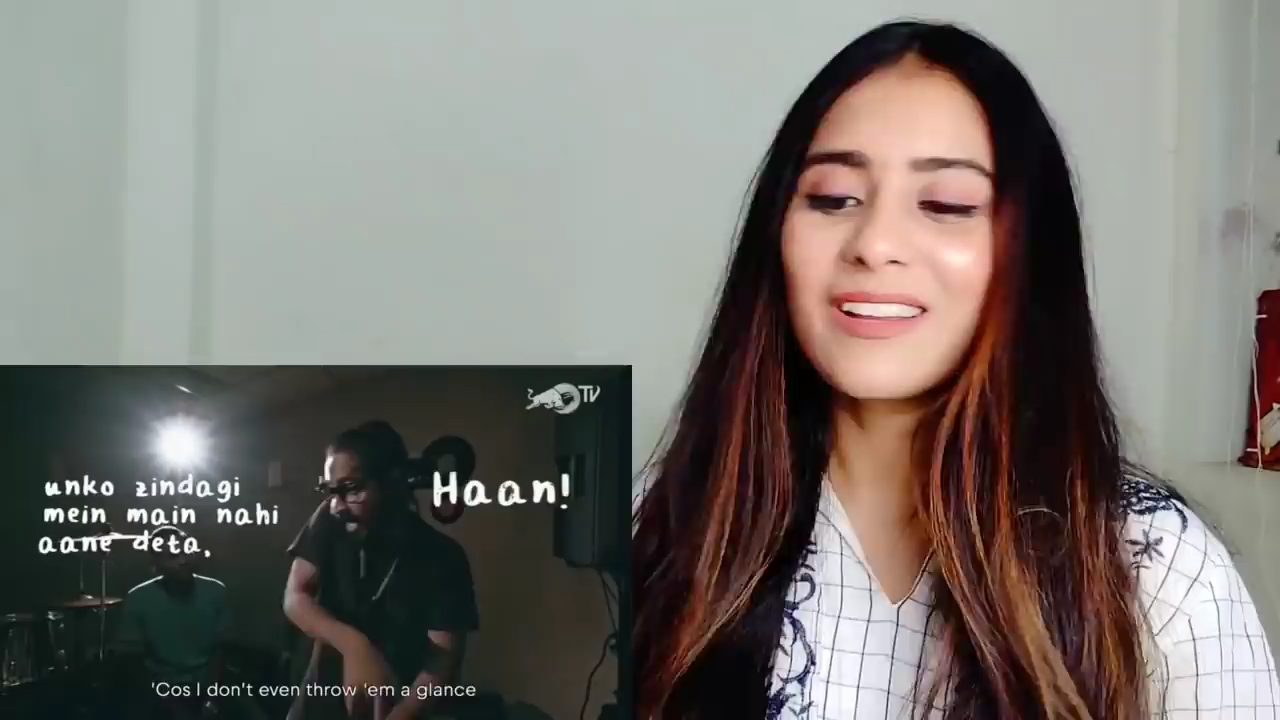 TV
unko zindagi
mein main nahi
aane deta,
Haan!
'Cos I don't even throw 'em a glance